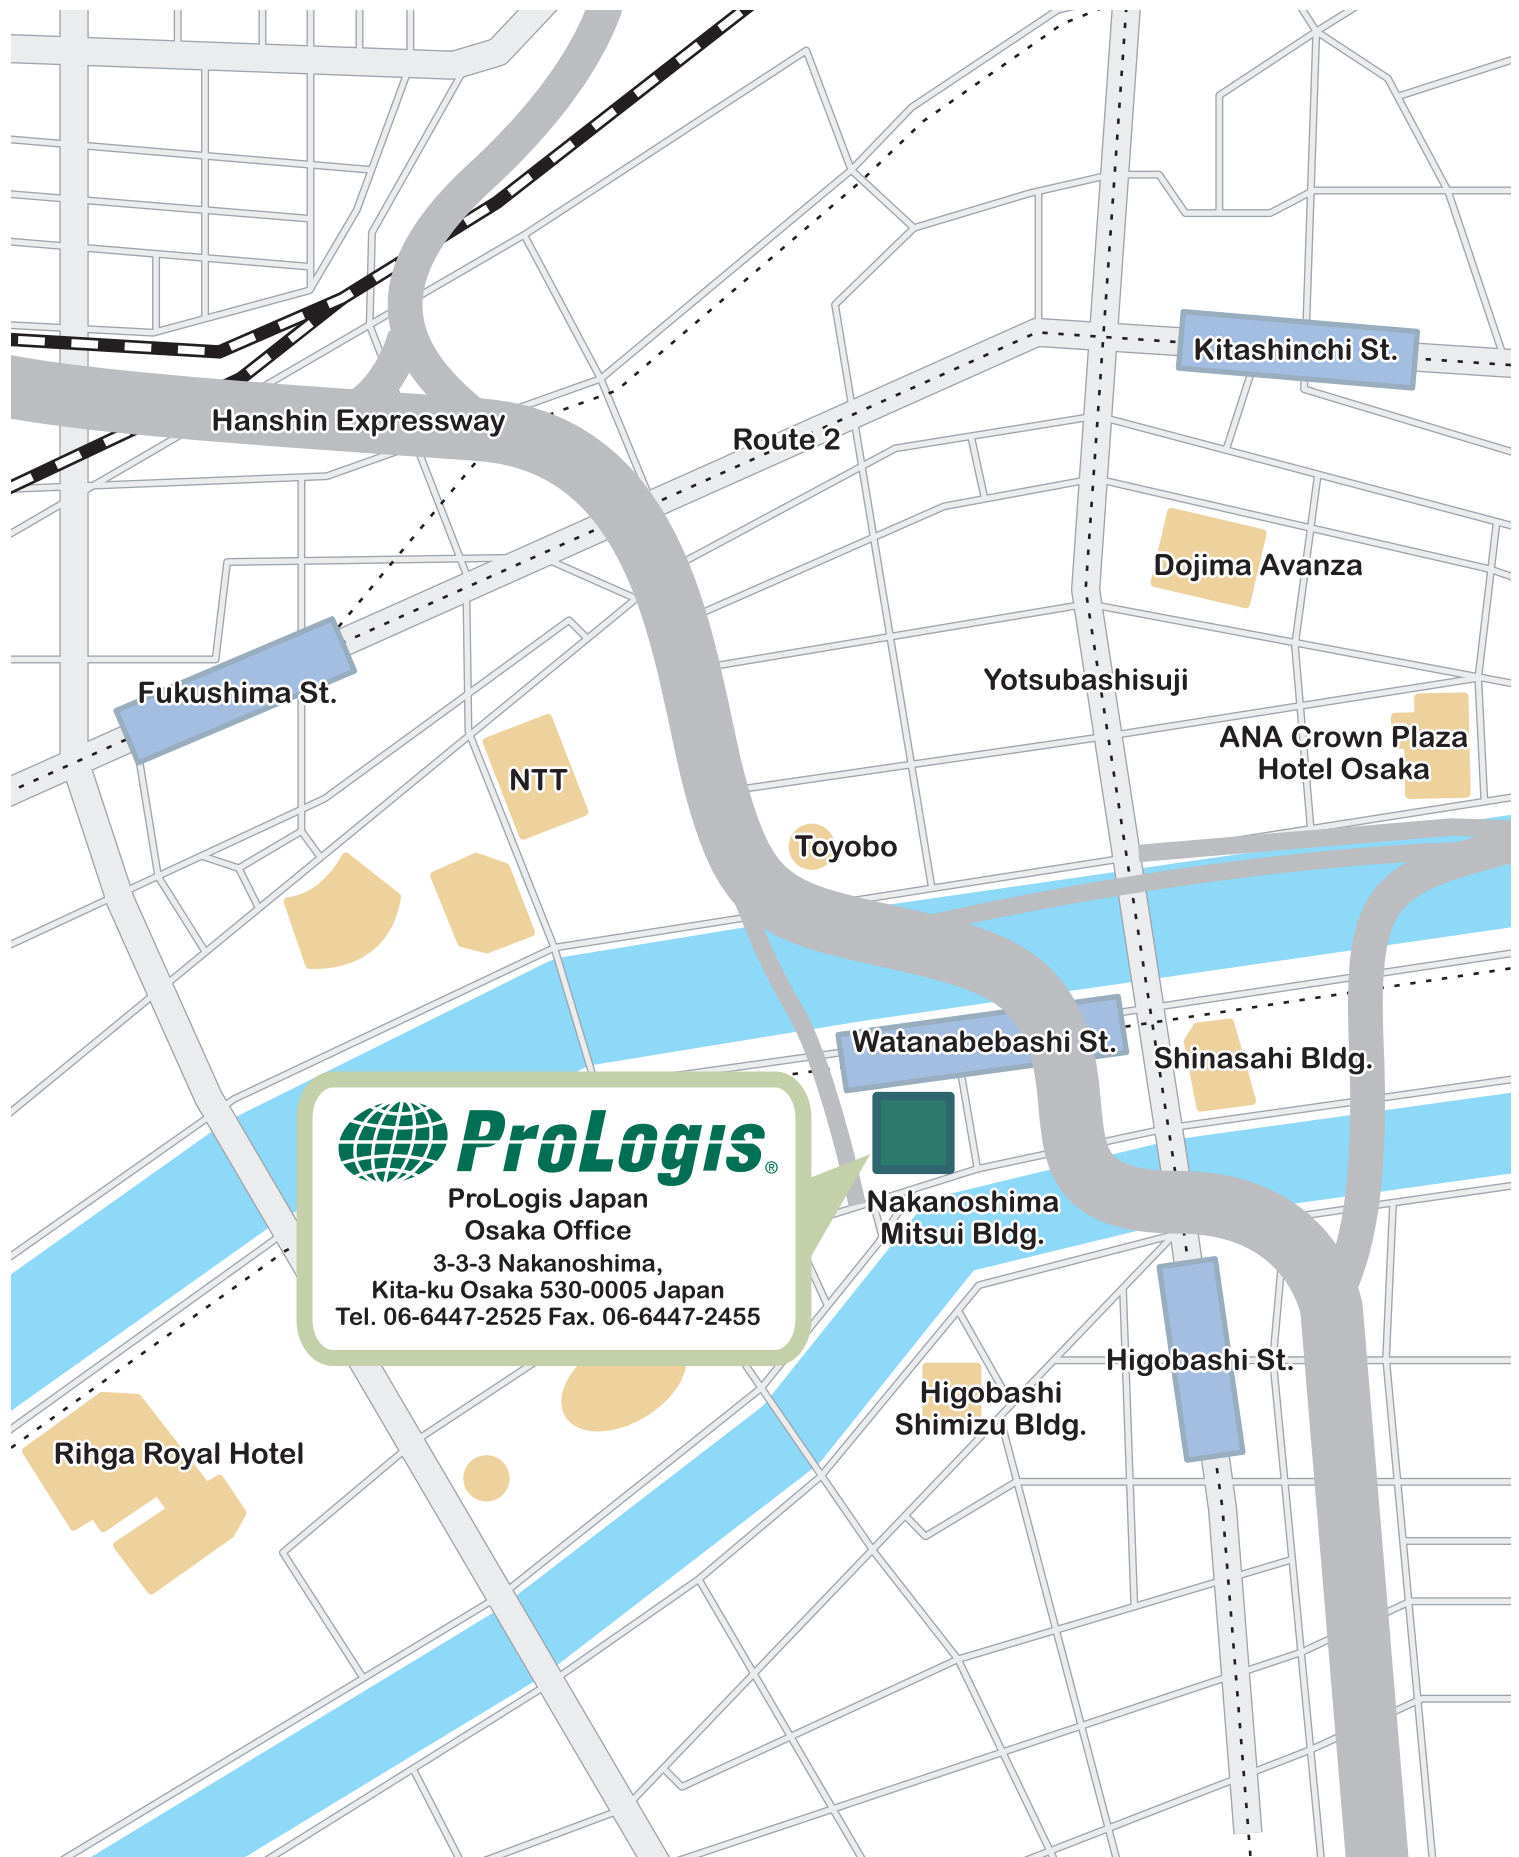 Kitashinchi St.
Hanshin Expressway
Route 2
Dojima Avanza
Yotsubashisuji
Fukushima St.
ANA Crown Plaza
Hotel Osaka
NTT
Toyobo
Watanabebashi St.
Shinasahi Bldg.
ProLogis®
ProLogis Japan
Osaka Office
3-3-3 Nakanoshima,
Kita-ku Osaka 530-0005 Japan
Tel. 06-6447-2525 Fax. 06-6447-2455
Nakanoshima
Mitsui Bldg.
Higobashi St.
Higobashi
Shimizu Bldg.
Rihga Royal Hotel